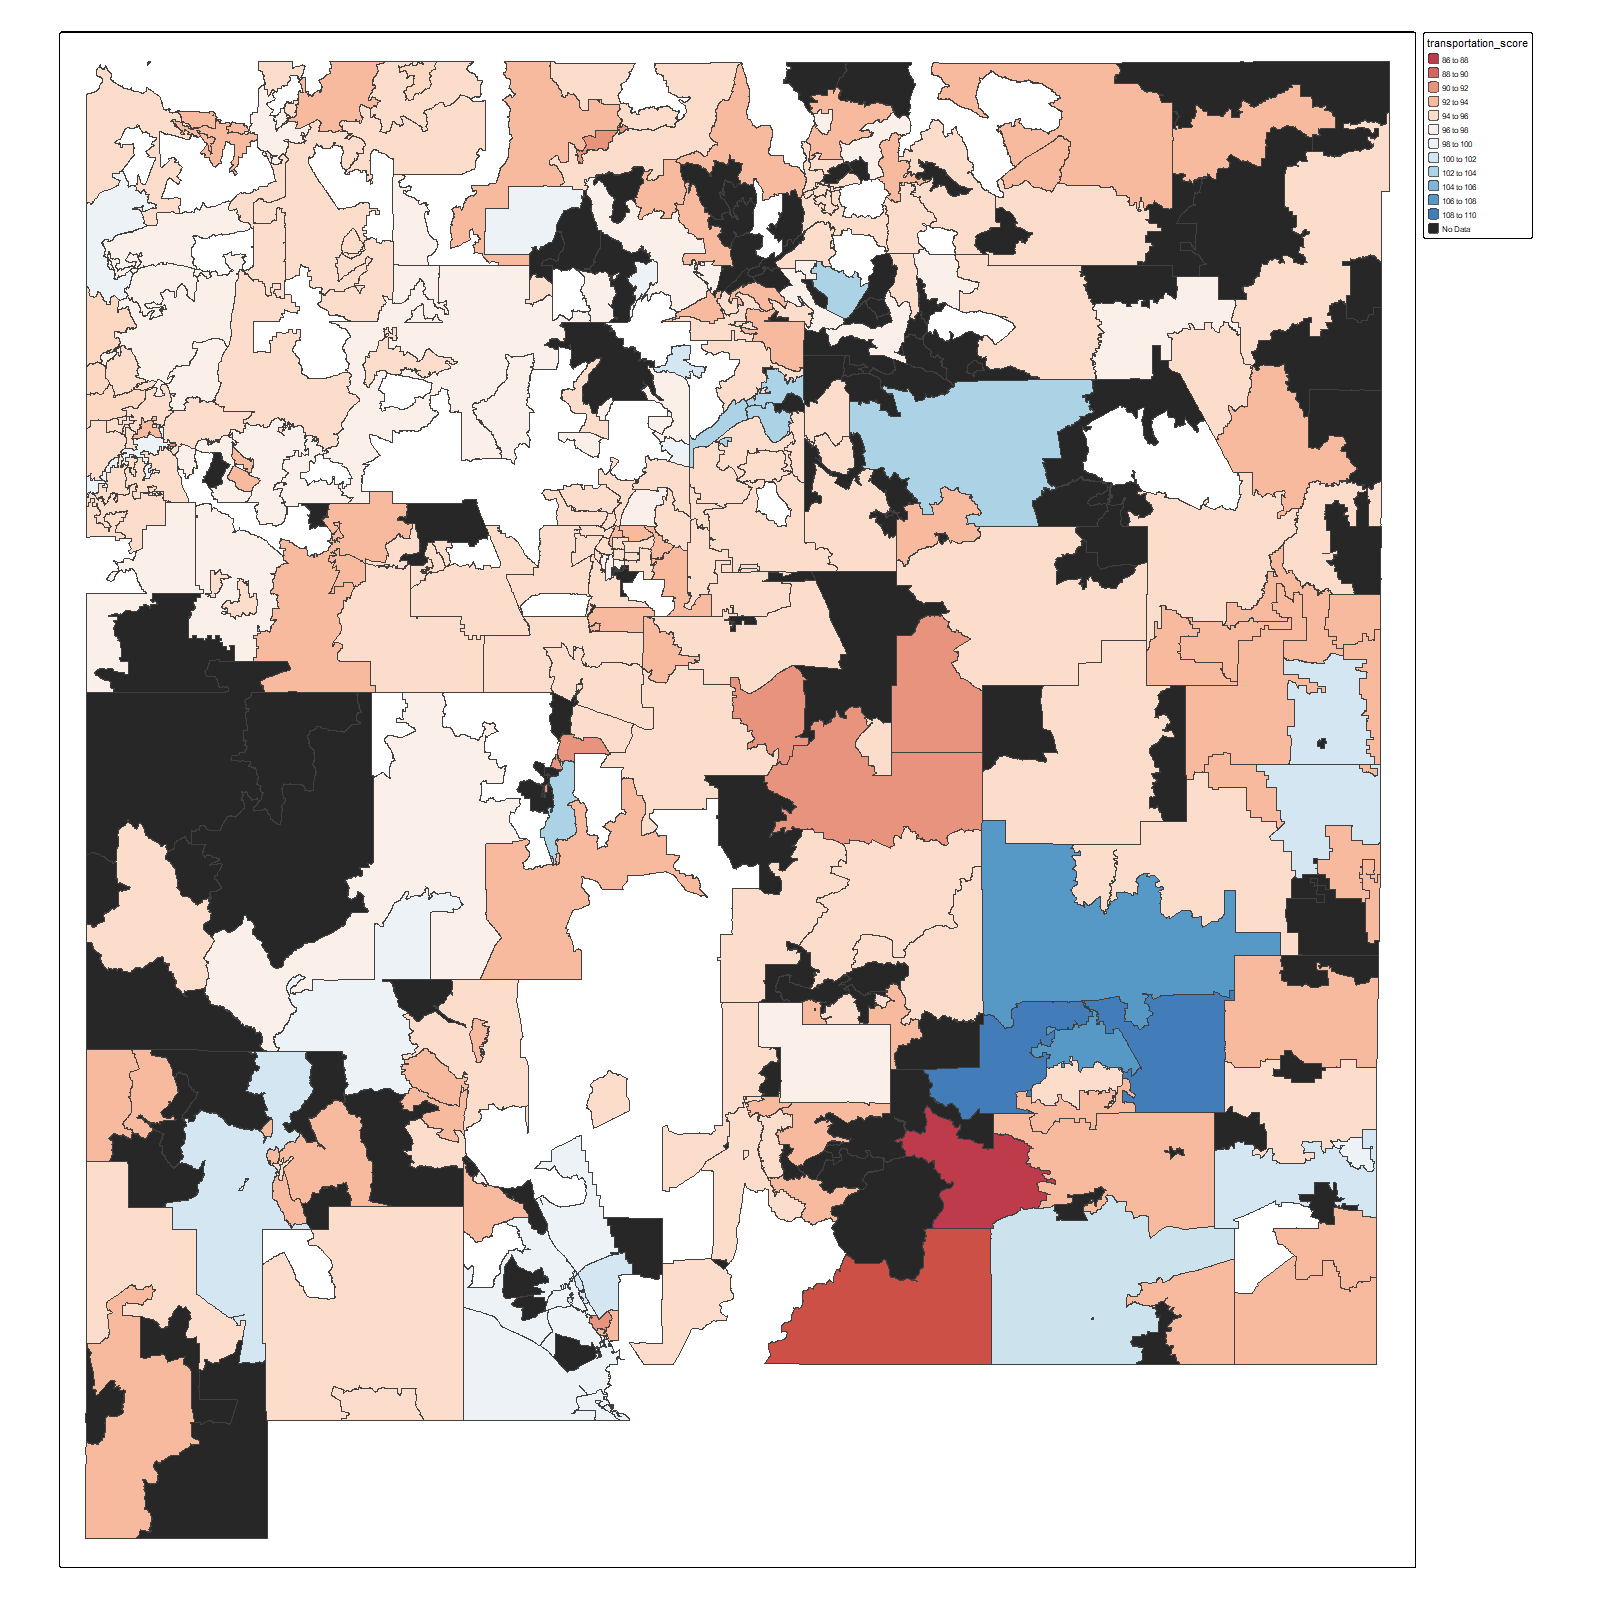 transportation_score
86 to 88
88 to 90
90 to 92
92 to 94
94 to 96
96 to 98
98 to 100
100 to 102
102 to 104
104 to 106
106 to 108
108 to 110
No Data